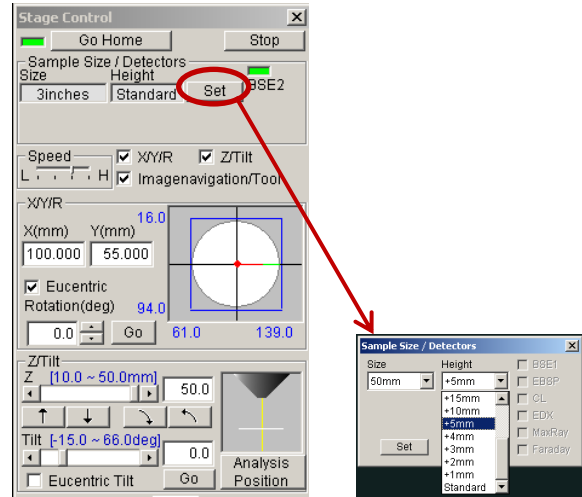 Stage Control
Go Home Stop
Sample Size / Detectors
Size Height
3inches Standard Set BSE2
Speed X/Y/R Z/Tilt
L H Imagenavigation/Tool
X/Y/R
16.0
X(mm) Y(mm)
100.000 55.000
Eucentric
Rotation(deg) 94.0
0.0 Go 61.0 139.0
Z/Tilt
Z [10.0 ~ 50.0mm]
50.0
Tilt [-15.0 ~ 66.0deg]
0.0
Eucentric Tilt Go
Analysis
Position
Sample Size / Detectors
Size Height BSE1
50mm +5mm EBSP
+15mm CL
+10mm EDX
+5mm MaxRay
+4mm Faraday
Set +3mm
+2mm
+1mm
Standard